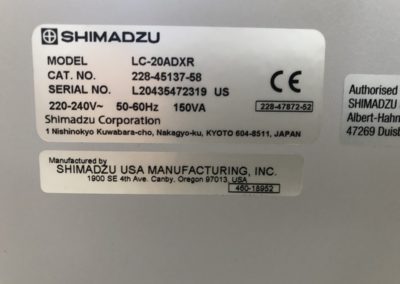 SHIMADZU
MODEL LC-20ADXR
CAT. NO. 228-45137-58
SERIAL NO. L20435472319 US
220-240V~ 50-60Hz 150VA
228-47872-52
Shimadzu Corporation
1 Nishinokyo Kuwabara-cho, Nakagyo-ku, KYOTO 604-8511, JAPAN
CE
Manufactured by
SHIMADZU USA MANUFACTURING, INC.
1900 SE 4th Ave. Canby, Oregon 97013, USA
460-18952
Authorised
SHIMADZU
Albert-Hahn
47269 Duisb